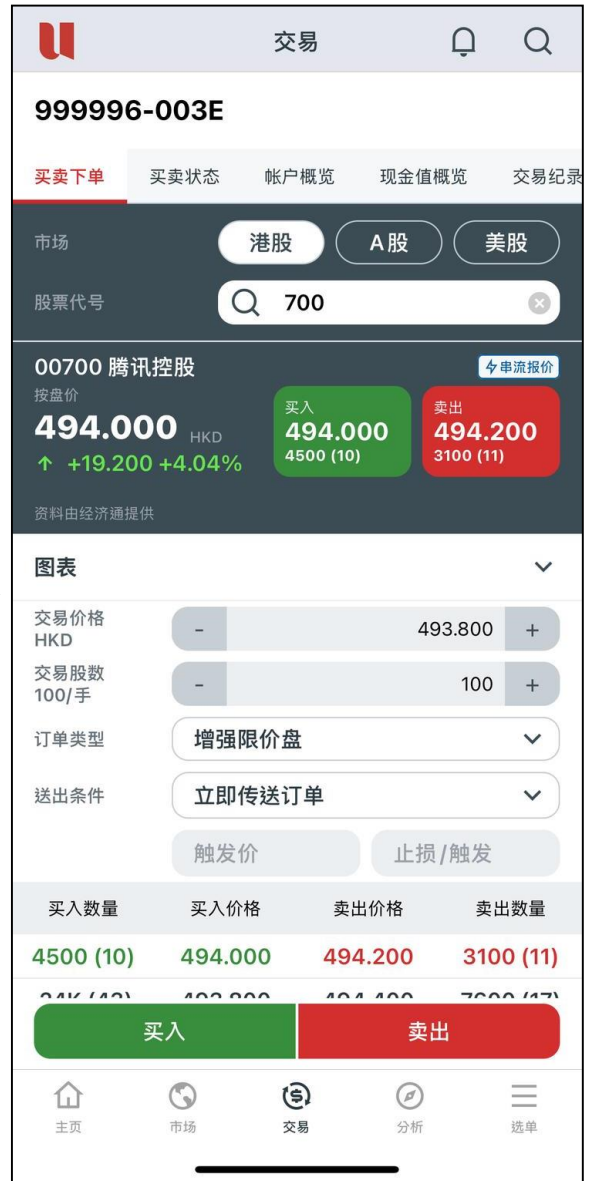 交易
999996-003E
买卖下单 买卖状态 帐户概览 现金值概览 交易纪录
市场 港股 A股 美股
股票代号 700
00700 腾讯控股 串流报价
按盘价
494.000 HKD
↑ +19.200 +4.04%
买入
494.000
4500 (10)
卖出
494.200
3100 (11)
资料由经济通提供
图表
交易价格
HKD
- 493.800 +
交易股数
100/手
- 100 +
订单类型 增强限价盘
送出条件 立即传送订单
触发价 止损/触发
买入数量 买入价格 卖出价格 卖出数量
4500 (10) 494.000 494.200 3100 (11)
买入 卖出
主页 市场 交易 分析 选单